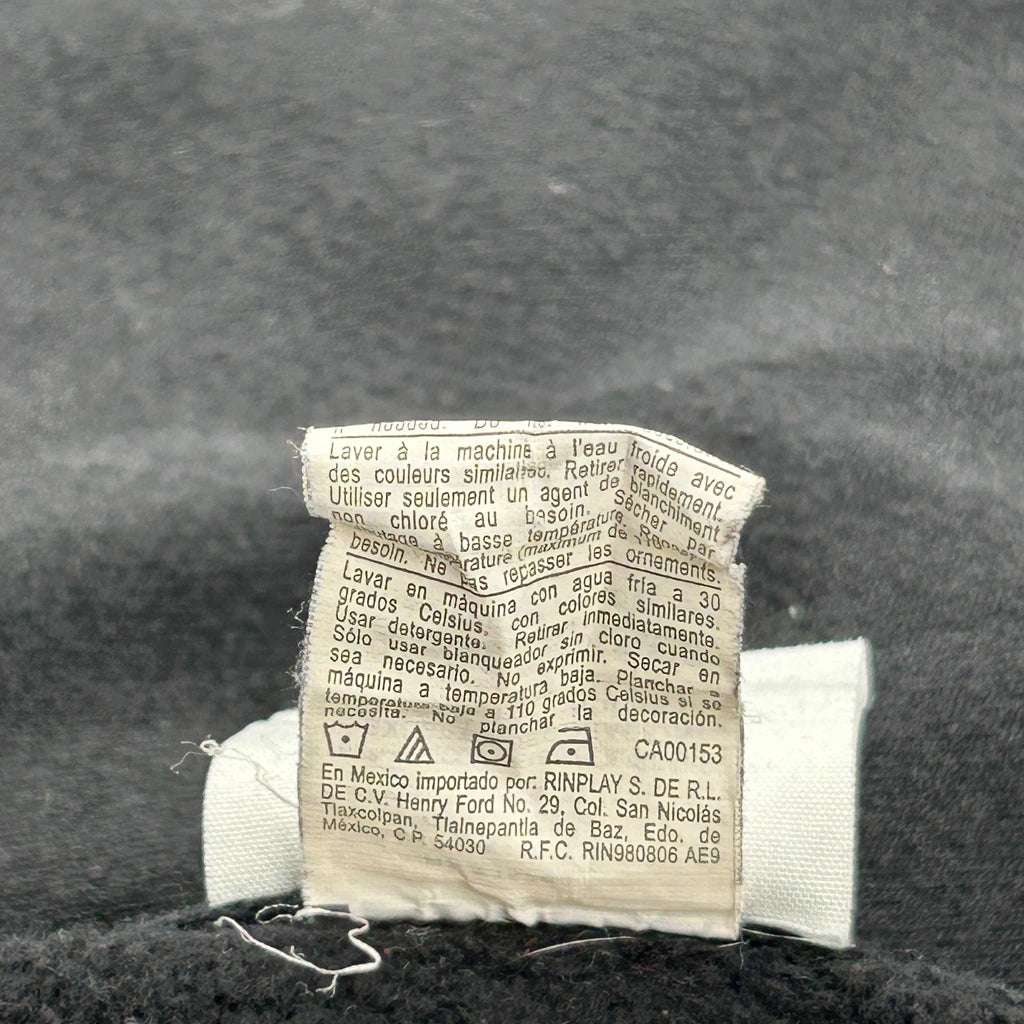 Laver à la machine à l'eau froide avec
des couleurs similaires. Retirer rapidement.
Utiliser seulement un agent de blanchiment
non chloré au besoin. Sécher par
à basse température.
besoin. Ne pas repasser les ornements.
Lavar en máquina con agua fría a 30
grados Celsius, con colores similares.
Usar detergente. Retirar inmediatamente.
Sólo usar blanqueador sin cloro cuando
sea necesario. No exprimir. Secar en
máquina a temperatura baja. Planchar a
temperatura baja a 110 grados Celsius si se
necesita. No planchar la decoración.
CA00153
En Mexico importado por: RINPLAY S. DE R.L.
DE C.V. Henry Ford No. 29, Col. San Nicolás
Tlaxcolpan, Tlalnepantla de Baz, Edo. de
México, C.P. 54030 R.F.C. RIN980806 AE9